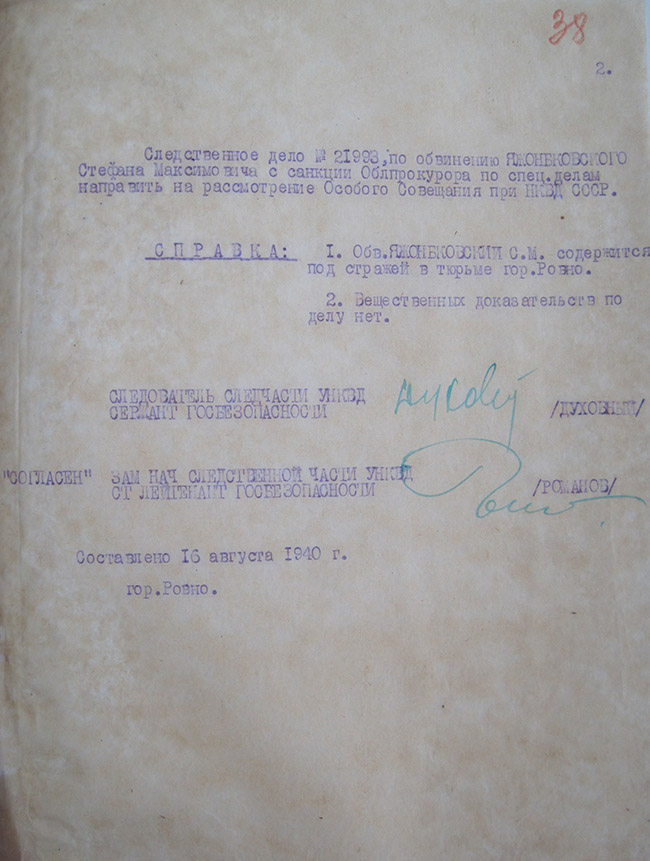 38
2.
Следственное дело № 21993, по обвинению ЯЖОНБКОВСКОГО
Стефана Максимовича с санкции Облпрокурора по спец.делам
направить на рассмотрение Особого Совещания при НКВД СССР.
СПРАВКА: 1. Обв.ЯЖОНБКОВСКИЙ С.М. содержится
под стражей в тюрьме гор.Ровно.
2. Вещественных доказательств по
делу нет.
СЛЕДОВАТЕЛЬ СЛЕДЧАСТИ УНКВД
СЕРЖАНТ ГОСБЕЗОПАСНОСТИ /ДУХОВНЫЙ/
"СОГЛАСЕН" ЗАМ НАЧ СЛЕДСТВЕННОЙ ЧАСТИ УНКВД
СТ ЛЕЙТЕНАНТ ГОСБЕЗОПАСНОСТИ /РОМАНОВ/
Составлено 16 августа 1940 г.
гор.Ровно.